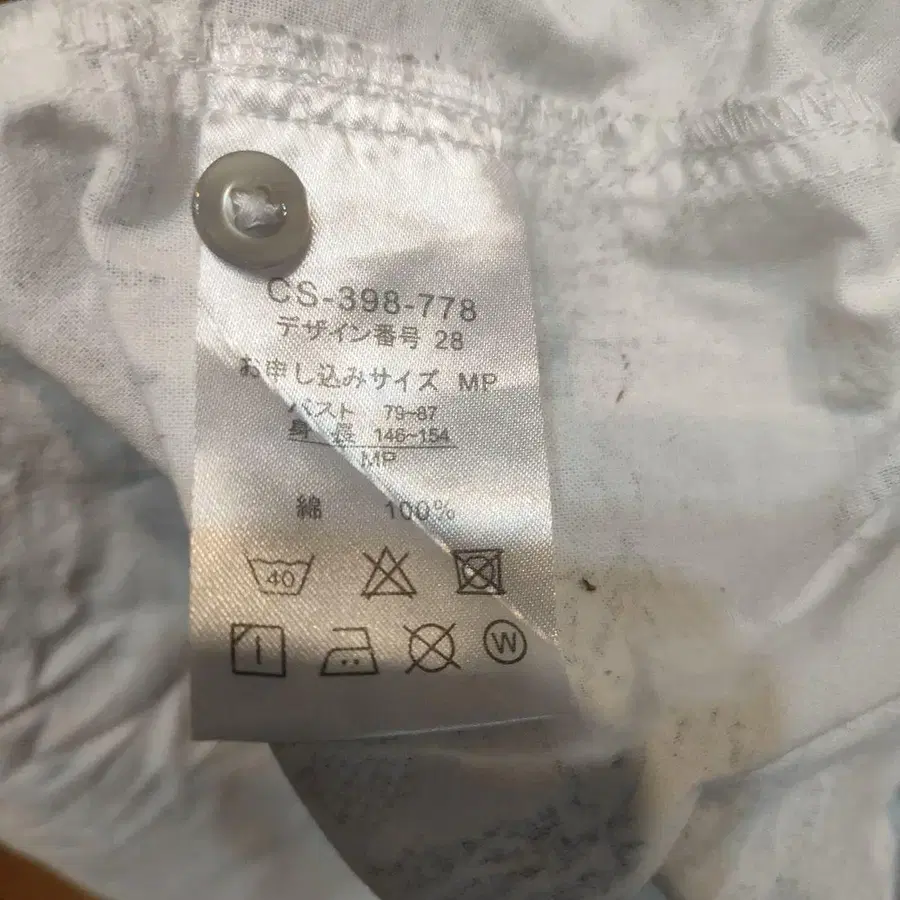 CS-398-778
デザイン番号 28
お申し込みサイズ MP
バスト 79~87
身 長 146~154
MP
綿 100%
40
W